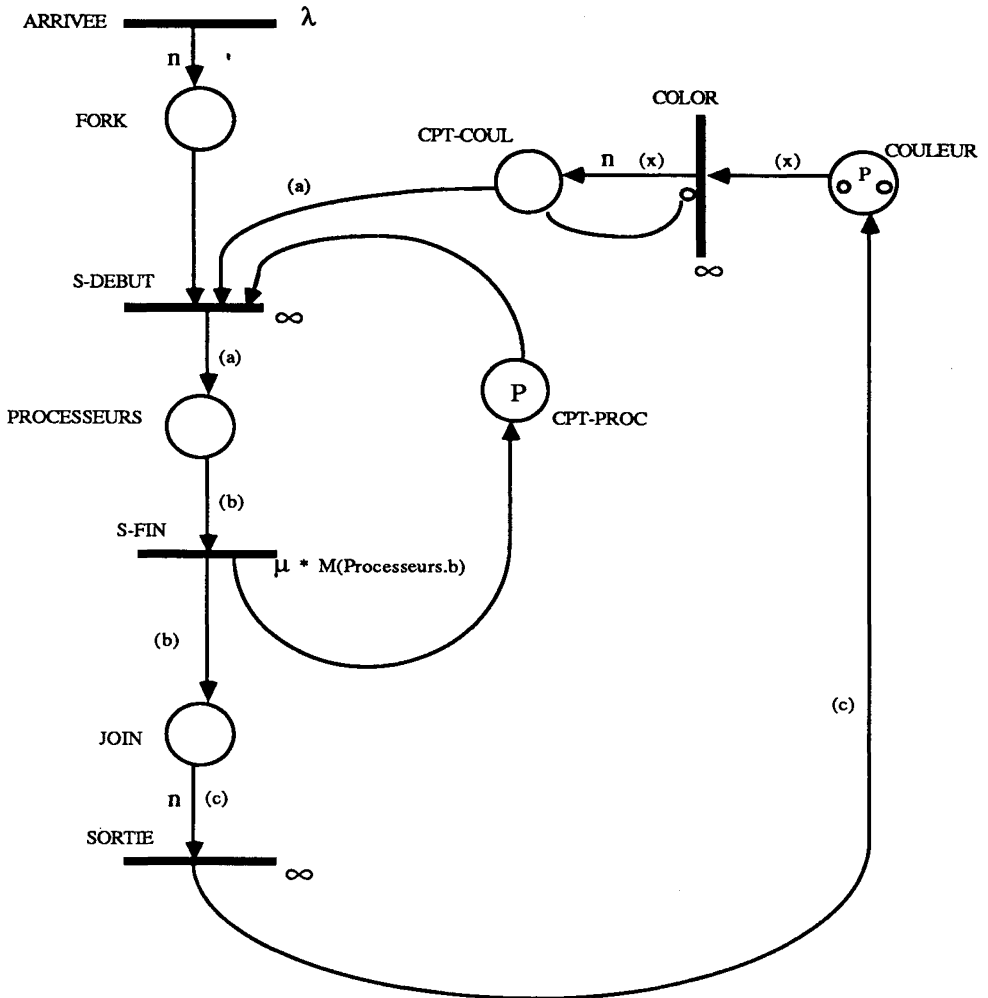 ARRIVEE
λ
n
FORK
COLOR
CPT-COUL
n (x)
(x)
COULEUR
P
(a)
∞
S-DEBUT
∞
(a)
P
PROCESSEURS
CPT-PROC
(b)
S-FIN
μ * M(Processeurs.b)
(b)
(c)
JOIN
n (c)
SORTIE
∞